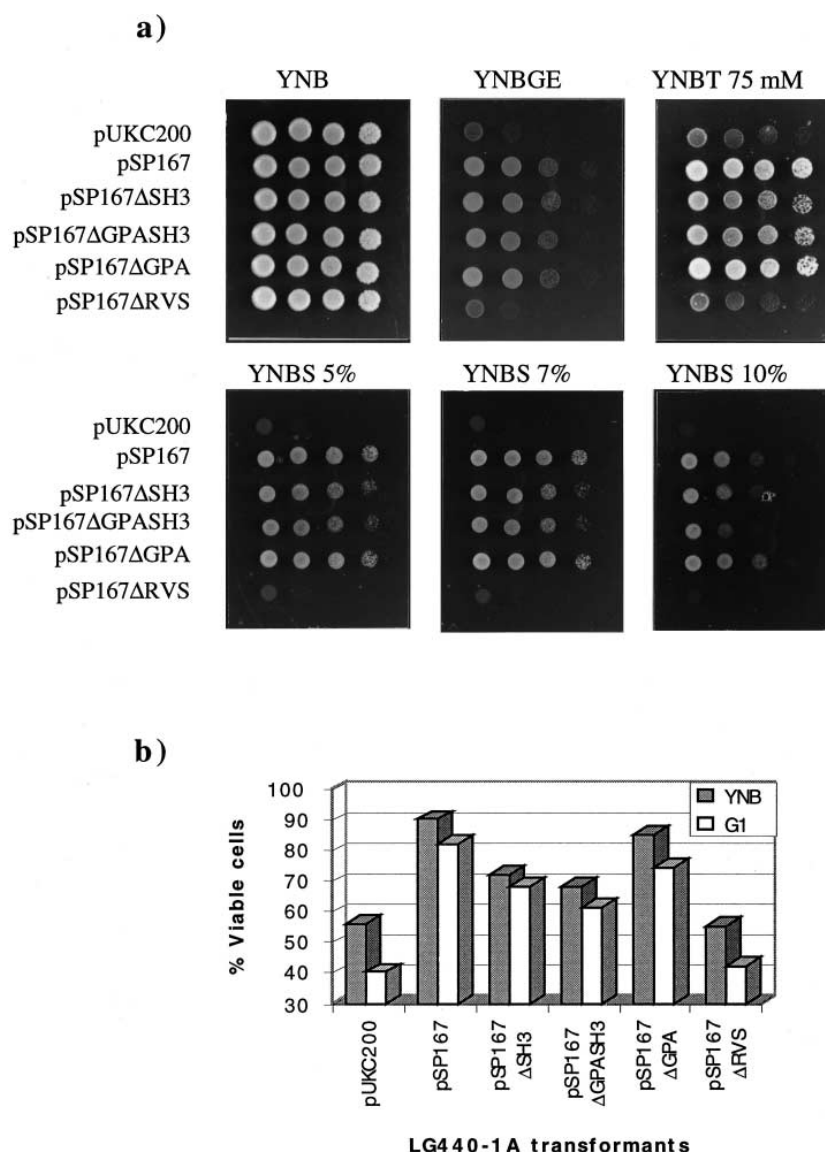 a)
YNB YNBGE YNBT 75 mM
pUKC200
pSP167
pSP167ΔSH3
pSP167ΔGPASH3
pSP167ΔGPA
pSP167ΔRVS
YNBS 5% YNBS 7% YNBS 10%
pUKC200
pSP167
pSP167ΔSH3
pSP167ΔGPASH3
pSP167ΔGPA
pSP167ΔRVS
b)
100
90
80
70
60
50
40
30
% Viable cells
YNB
G1
pUKC200
pSP167
pSP167
ΔSH3
pSP167
ΔGPASH3
pSP167
ΔGPA
pSP167
ΔRVS
LG440-1A transformants